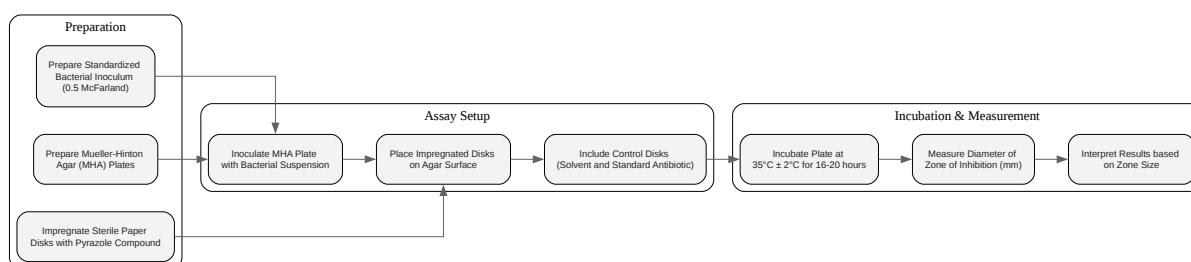 Preparation
Prepare Standardized
Bacterial Inoculum
(0.5 McFarland)
Prepare Mueller-Hinton
Agar (MHA) Plates
Impregnate Sterile Paper
Disks with Pyrazole Compound
Assay Setup
Inoculate MHA Plate
with Bacterial Suspension
Place Impregnated Disks
on Agar Surface
Include Control Disks
(Solvent and Standard Antibiotic)
Incubation & Measurement
Incubate Plate at
35°C ± 2°C for 16-20 hours
Measure Diameter of
Zone of Inhibition (mm)
Interpret Results based
on Zone Size